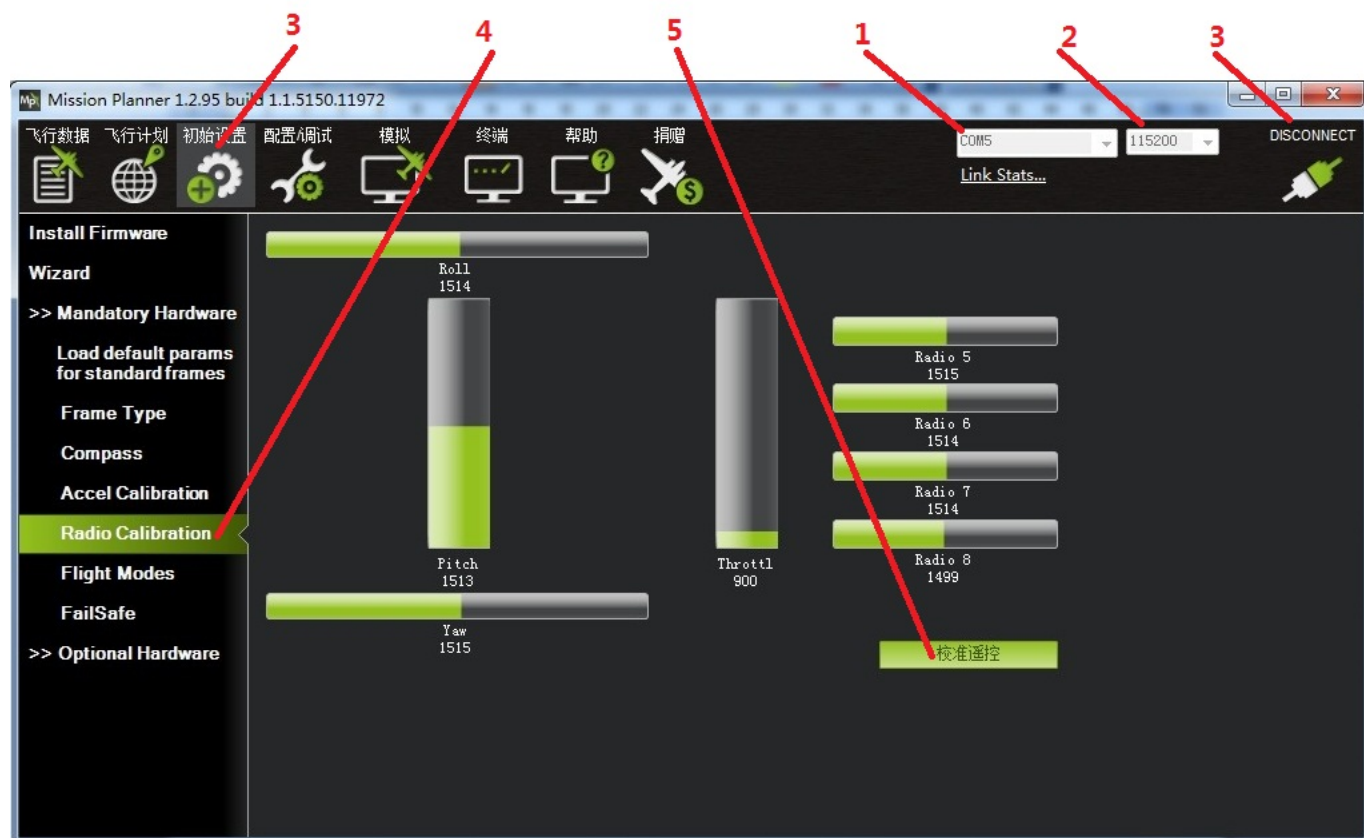 3
4
5
1
2
3
Mission Planner 1.2.95 build 1.1.5150.11972
飞行数据
飞行计划
初始设置
配置/调试
模拟
终端
帮助
捐赠
COM5
115200
DISCONNECT
Link Stats...
Install Firmware
Wizard
>> Mandatory Hardware
Load default params
for standard frames
Frame Type
Compass
Accel Calibration
Radio Calibration
Flight Modes
FailSafe
>> Optional Hardware
Roll
1514
Pitch
1513
Yaw
1515
Throttl
900
Radio 5
1515
Radio 6
1514
Radio 7
1514
Radio 8
1499
校准遥控